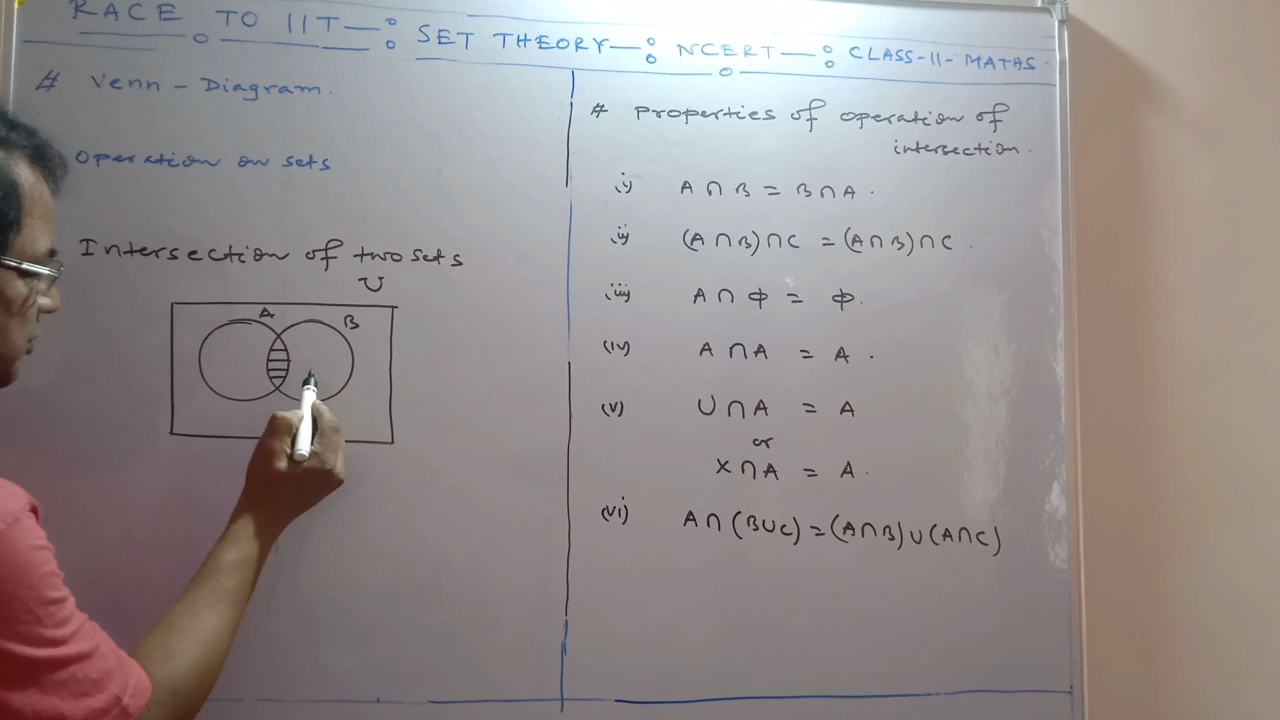 RACE TO IIT—: SET THEORY—: NCERT—: CLASS-11-MATHS
# Venn-Diagram.
Operation on sets
Intersection of two sets
U
A
B
# Properties of operation of
intersection.
(i) A ∩ B = B ∩ A.
(ii) (A ∩ B) ∩ C = (A ∩ B) ∩ C.
(iii) A ∩ Φ = Φ.
(iv) A ∩ A = A.
(v) U ∩ A = A
or
X ∩ A = A.
(vi) A ∩ (B ∪ C) = (A ∩ B) ∪ (A ∩ C)